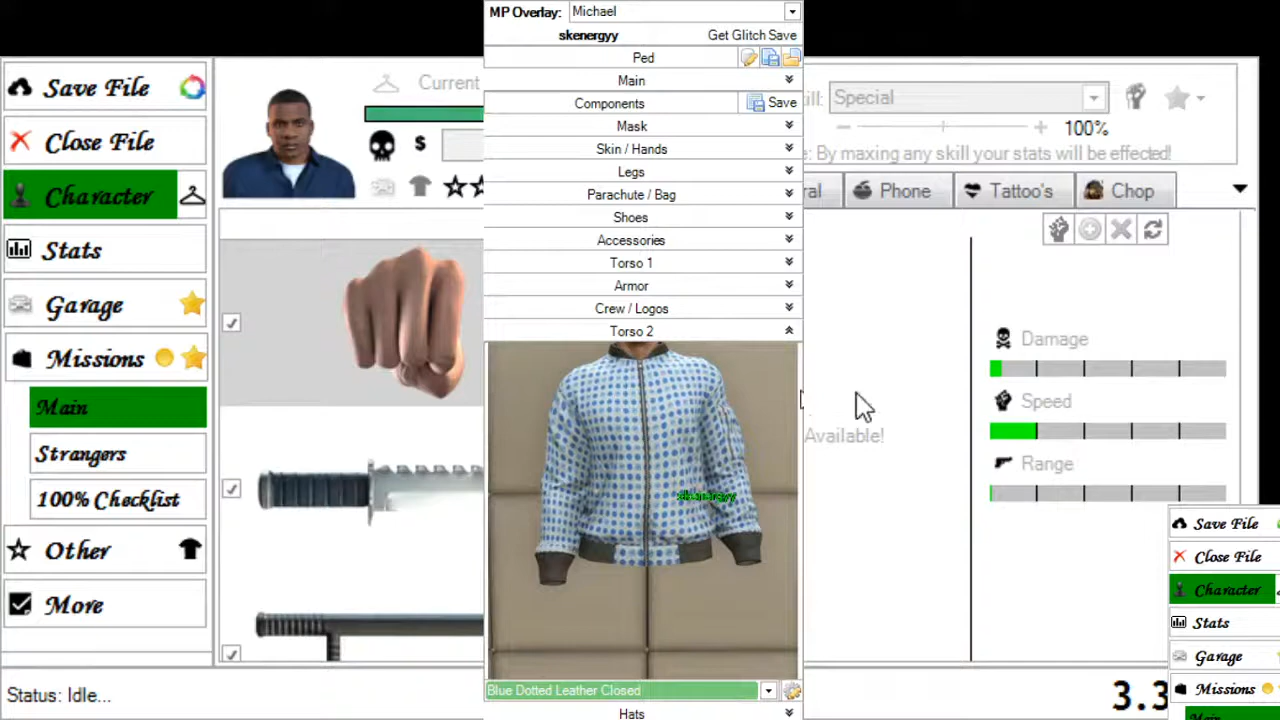 MP Overlay: Michael
skenergyy Get Glitch Save
Ped
Main
Components Save
Mask
Skin / Hands
Legs
Parachute / Bag
Shoes
Accessories
Torso 1
Armor
Crew / Logos
Torso 2
skenergyy
Blue Dotted Leather Closed
Hats
Save File
Close File
Character
Stats
Garage
Missions
Main
Strangers
100% Checklist
Other
More
Status: Idle...
Current
$
Special
− + 100%
: By maxing any skill your stats will be effected!
Phone Tattoo's Chop
Available!
Damage
Speed
Range
3.3
Save File
Close File
Character
Stats
Garage
Missions
Main